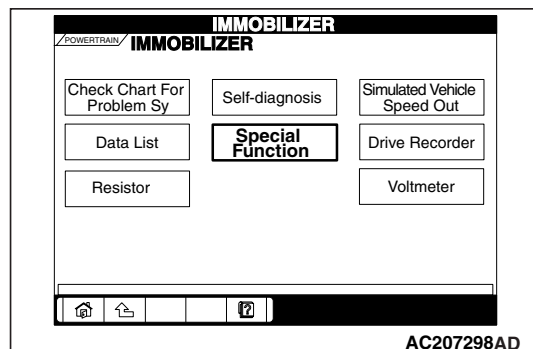 IMMOBILIZER
POWERTRAIN IMMOBILIZER
Check Chart For
Problem Sy
Self-diagnosis
Simulated Vehicle
Speed Out
Data List
Special
Function
Drive Recorder
Resistor
Voltmeter
AC207298AD